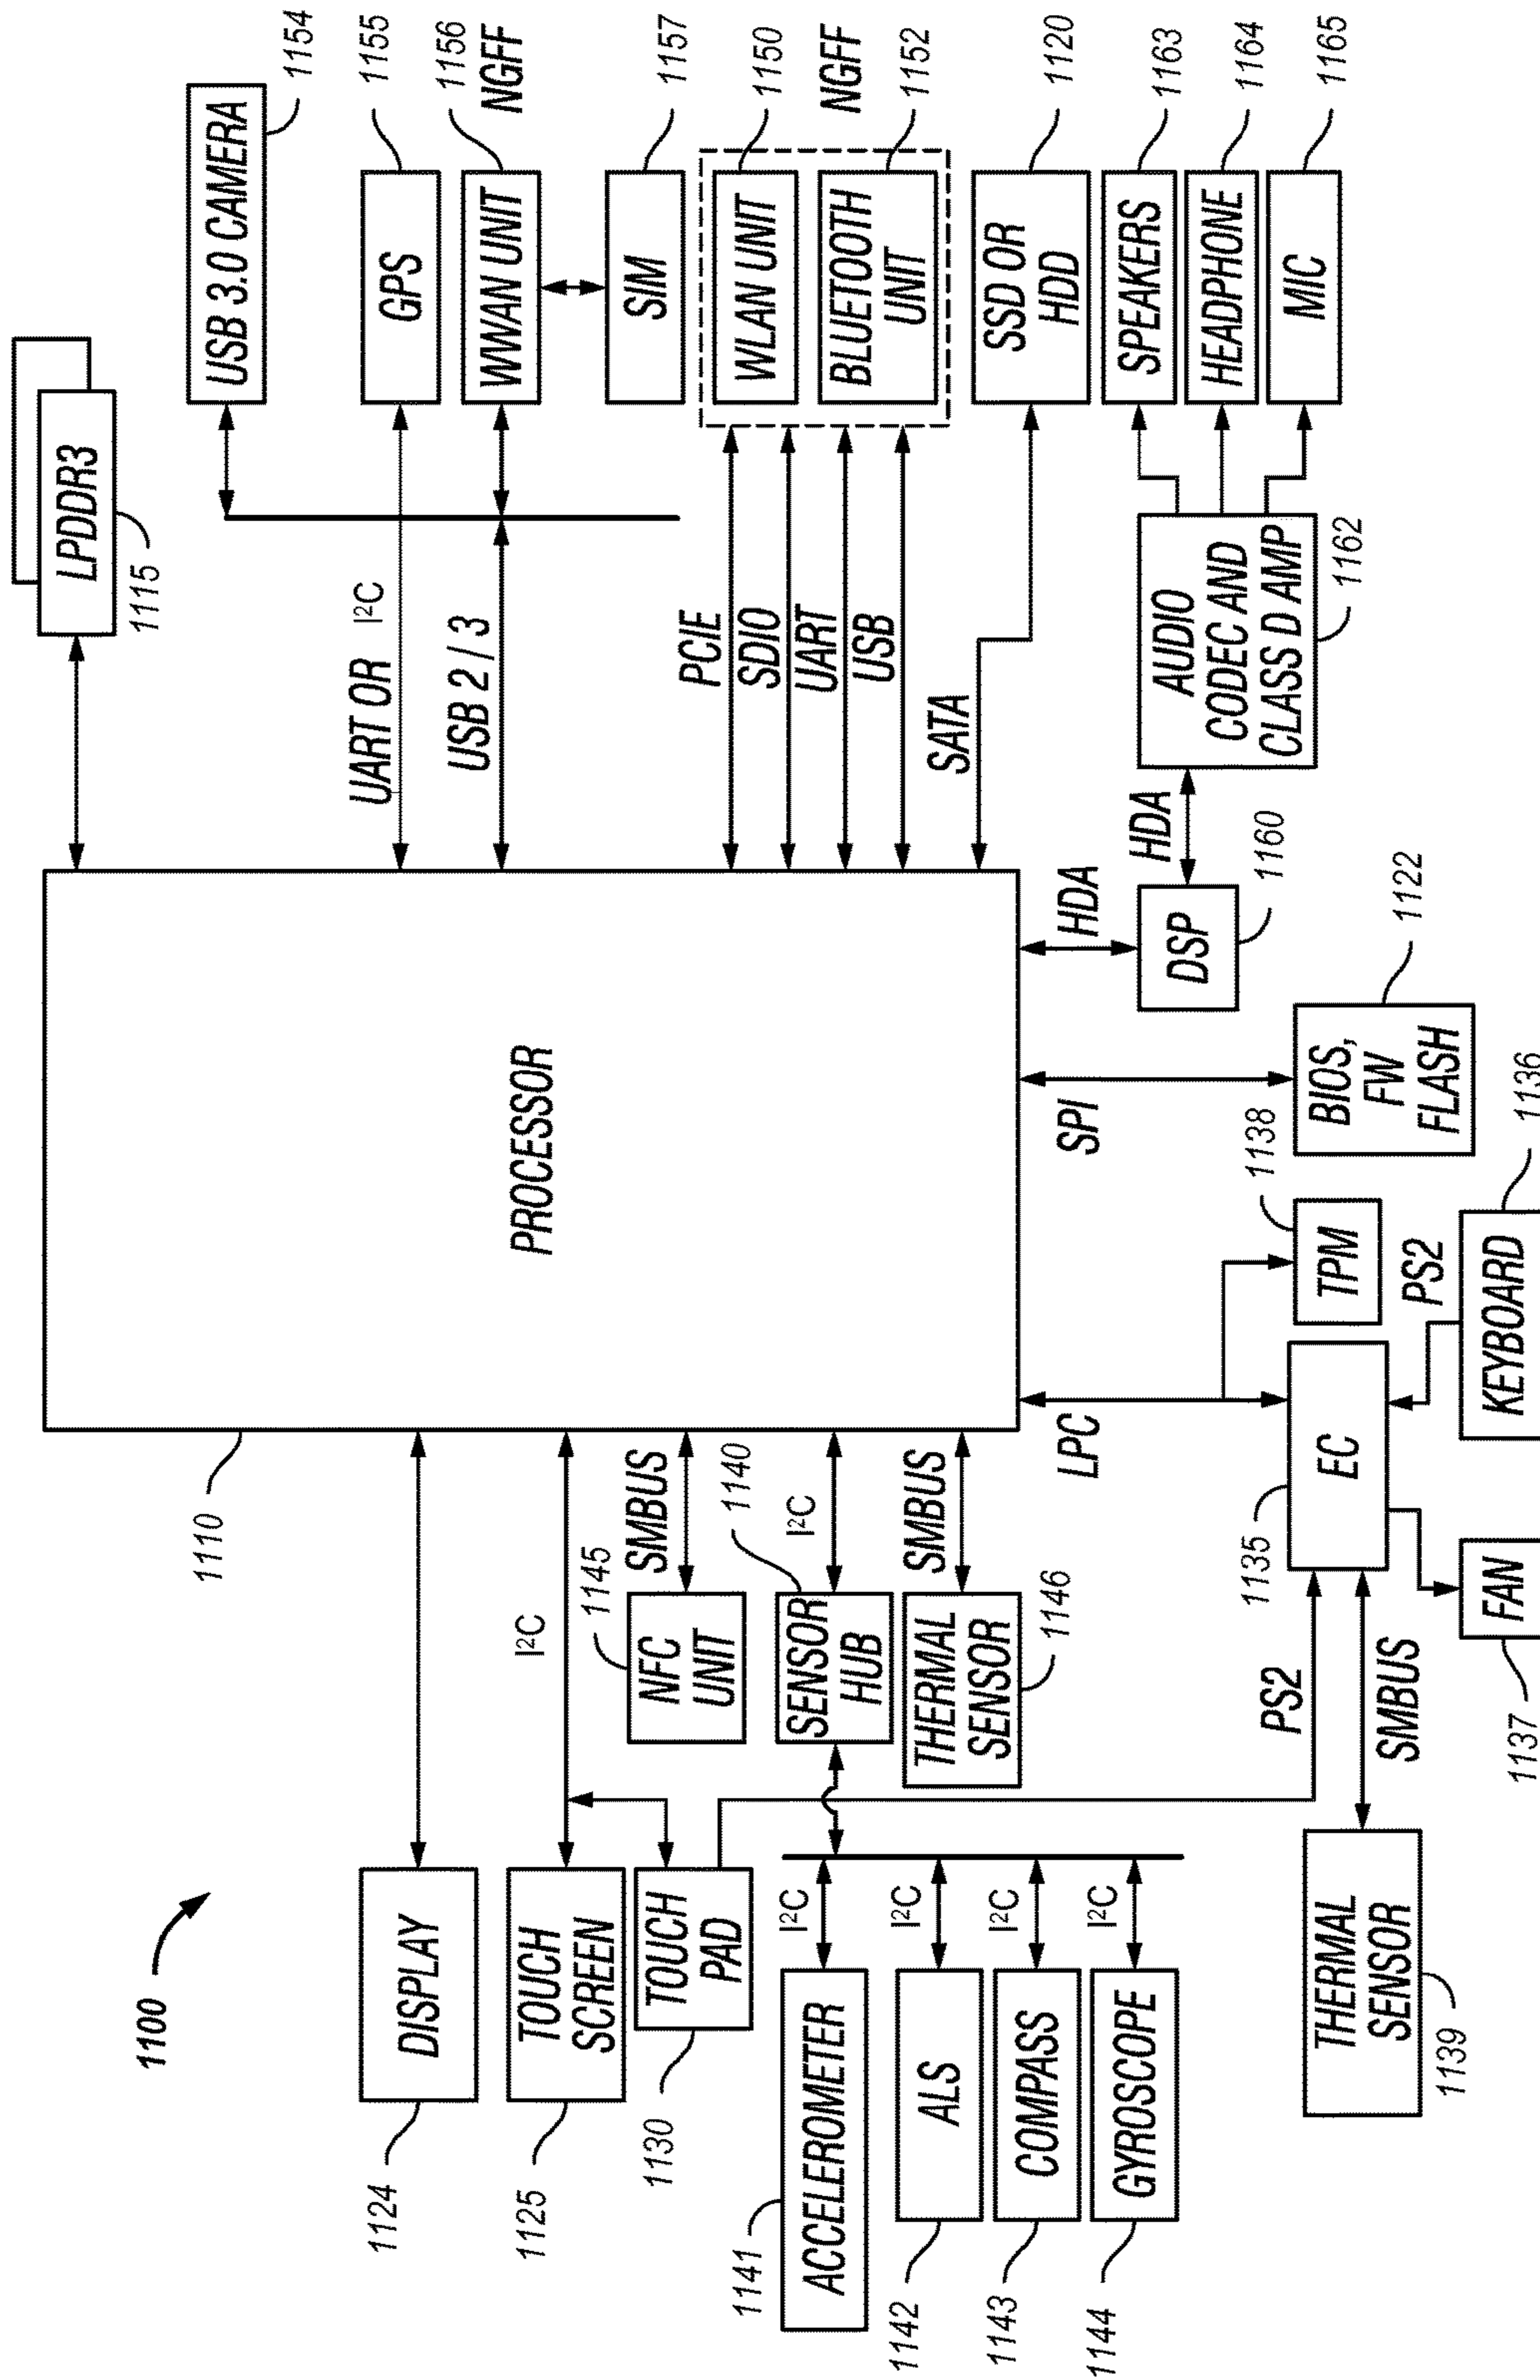 1100
LPDDR3
1115
PROCESSOR
1110
DISPLAY
1124
TOUCH
SCREEN
1125
I²C
TOUCH
PAD
1130
NFC
UNIT
1145
SMBUS
SENSOR
HUB
1140
I²C
THERMAL
SENSOR
1146
SMBUS
ACCELEROMETER
1141
I²C
ALS
1142
I²C
COMPASS
1143
I²C
GYROSCOPE
1144
I²C
USB 3.0 CAMERA
1154
UART OR I²C
GPS
1155
USB 2 / 3
WWAN UNIT
1156
NGFF
SIM
1157
PCIE
SDIO
UART
USB
WLAN UNIT
1150
NGFF
BLUETOOTH
UNIT
1152
SATA
SSD OR
HDD
1120
SPEAKERS
1163
HEADPHONE
1164
MIC
1165
HDA
DSP
1160
HDA
AUDIO
CODEC AND
CLASS D AMP
1162
SPI
BIOS,
FW
FLASH
1122
LPC
TPM
1138
EC
1135
PS2
KEYBOARD
1136
FAN
1137
PS2
SMBUS
THERMAL
SENSOR
1139